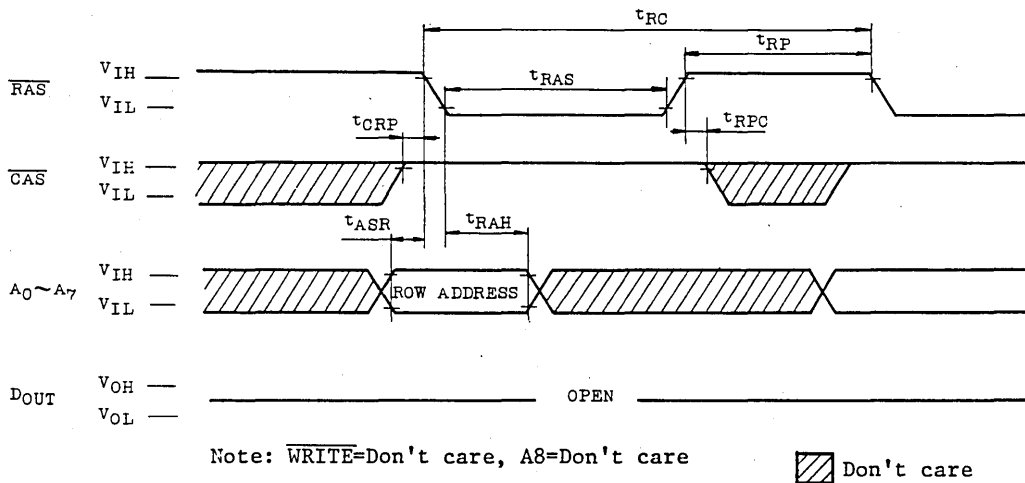 tRC
tRP
RAS
VIH
VIL
tRAS
tCRP
tRPC
CAS
VIH
VIL
tASR
tRAH
A0~A7
VIH
VIL
ROW ADDRESS
DOUT
VOH
VOL
OPEN
Note: WRITE=Don't care, A8=Don't care
Don't care